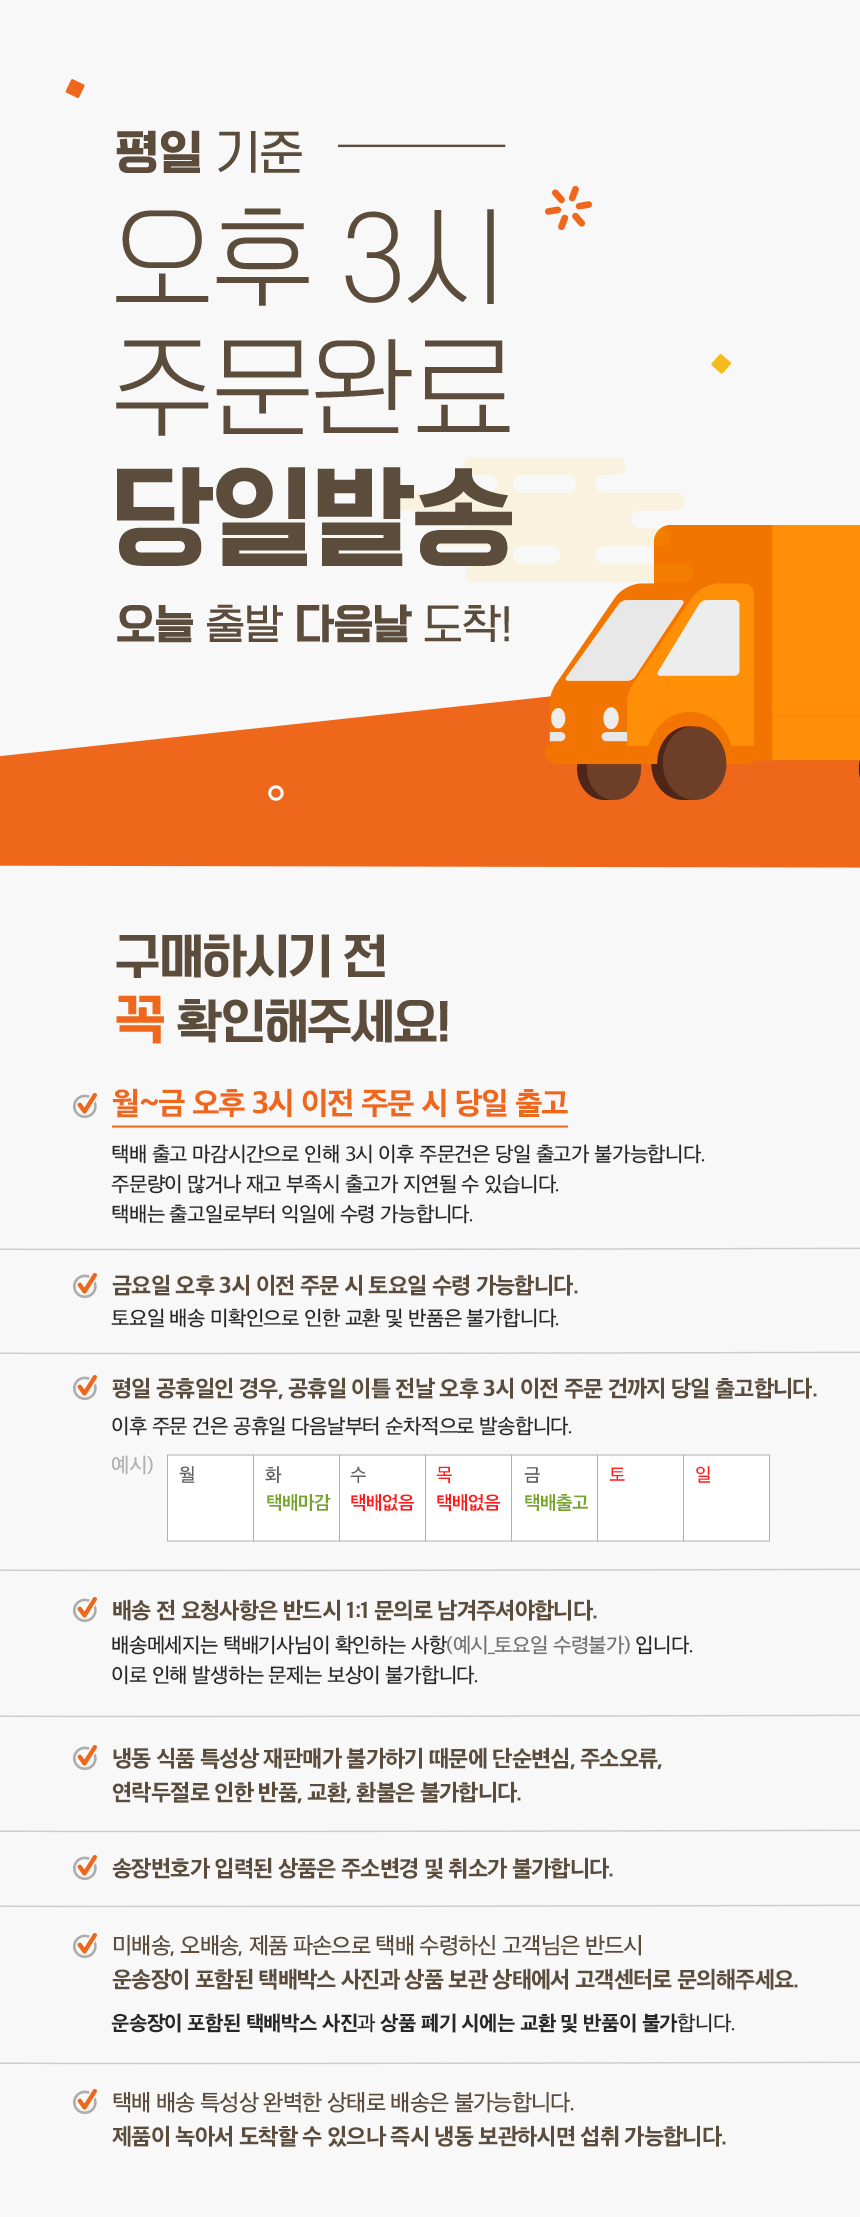 평일 기준
오후 3시
주문완료
당일발송
오늘 출발 다음날 도착!
구매하시기 전
꼭 확인해주세요!
월~금 오후 3시 이전 주문 시 당일 출고
택배 출고 마감시간으로 인해 3시 이후 주문건은 당일 출고가 불가능합니다.
주문량이 많거나 재고 부족시 출고가 지연될 수 있습니다.
택배는 출고일로부터 익일에 수령 가능합니다.
금요일 오후 3시 이전 주문 시 토요일 수령 가능합니다.
토요일 배송 미확인으로 인한 교환 및 반품은 불가합니다.
평일 공휴일인 경우, 공휴일 이틀 전날 오후 3시 이전 주문 건까지 당일 출고합니다.
이후 주문 건은 공휴일 다음날부터 순차적으로 발송합니다.
예시) 월 화 수 목 금 토 일
택배마감 택배없음 택배없음 택배출고
배송 전 요청사항은 반드시 1:1 문의로 남겨주셔야합니다.
배송메세지는 택배기사님이 확인하는 사항(예시_토요일 수령불가) 입니다.
이로 인해 발생하는 문제는 보상이 불가합니다.
냉동 식품 특성상 재판매가 불가하기 때문에 단순변심, 주소오류,
연락두절로 인한 반품, 교환, 환불은 불가합니다.
송장번호가 입력된 상품은 주소변경 및 취소가 불가합니다.
미배송, 오배송, 제품 파손으로 택배 수령하신 고객님은 반드시
운송장이 포함된 택배박스 사진과 상품 보관 상태에서 고객센터로 문의해주세요.
운송장이 포함된 택배박스 사진과 상품 폐기 시에는 교환 및 반품이 불가합니다.
택배 배송 특성상 완벽한 상태로 배송은 불가능합니다.
제품이 녹아서 도착할 수 있으나 즉시 냉동 보관하시면 섭취 가능합니다.